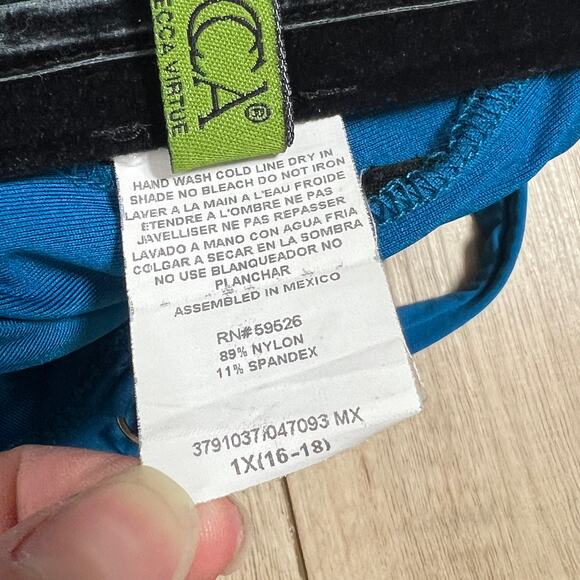 CCA®
ECCA VIRTUE
HAND WASH COLD LINE DRY IN
SHADE NO BLEACH DO NOT IRON
LAVER A LA MAIN A L'EAU FROIDE
ETENDRE A L'OMBRE NE PAS
JAVELLISER NE PAS REPASSER
LAVADO A MANO CON AGUA FRIA
COLGAR A SECAR EN LA SOMBRA
NO USE BLANQUEADOR NO
PLANCHAR
ASSEMBLED IN MEXICO
RN#59526
89% NYLON
11% SPANDEX
3791037/047093 MX
1X(16-18)